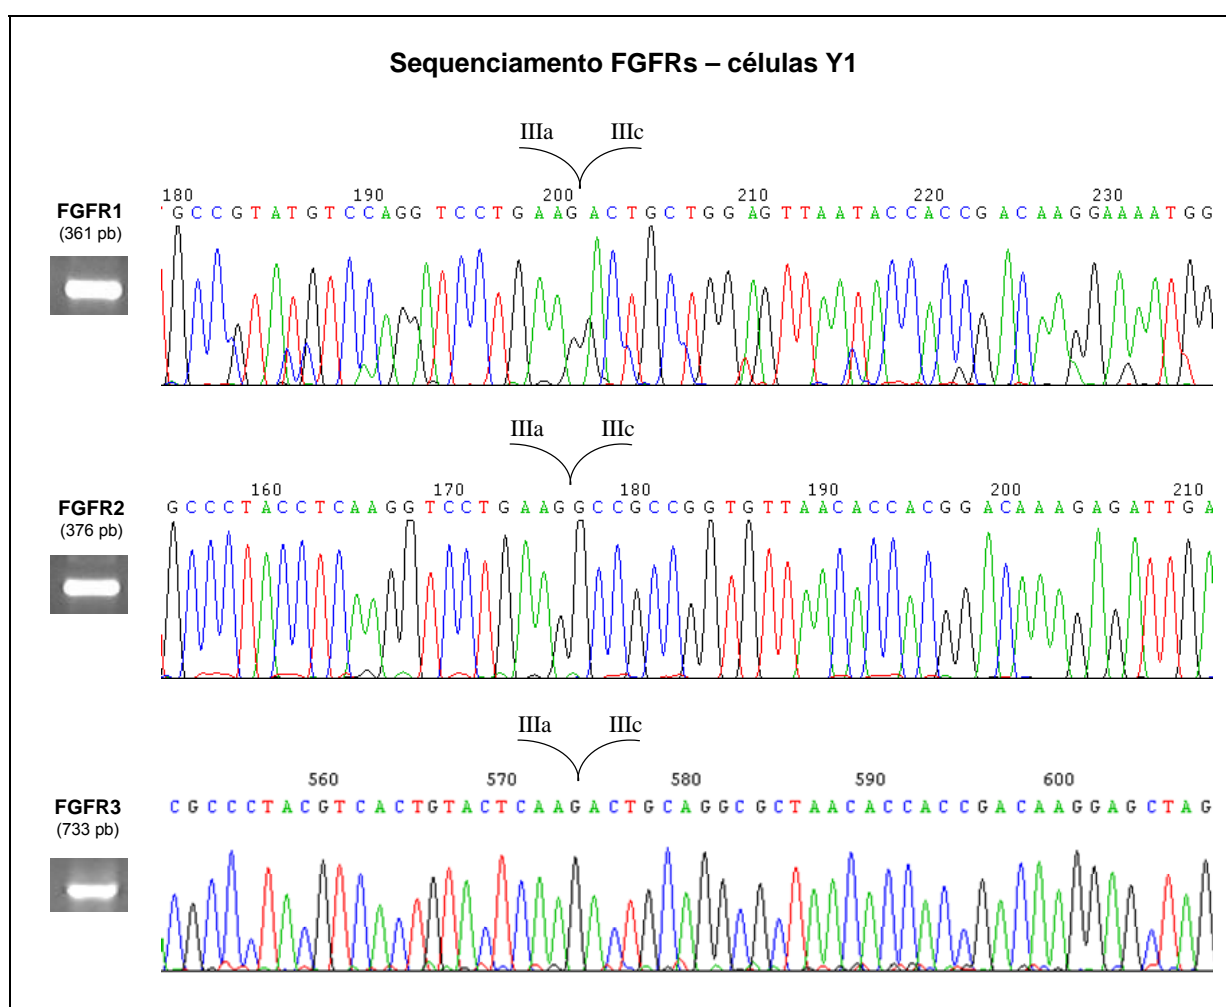 Sequenciamento FGFRs – células Y1
IIIa IIIc
180 190 200 210 220 230
FGFR1
(361 pb)
GCCGTATGTCCAGGTCCTGAAGACTGCTGGAGTTAATACCACCGACAAGGAAAATGG
IIIa IIIc
160 170 180 190 200 210
FGFR2
(376 pb)
GCCCTACCTCAAGGTCCTGAAGGCCGCCGGTGTTAACACCACGGACAAAGAGATTGA
IIIa IIIc
560 570 580 590 600
FGFR3
(733 pb)
CGCCCTACGTCACTGTACTCAAGACTGCAGGCGCTAACACCACCGACAAGGAGCTAG